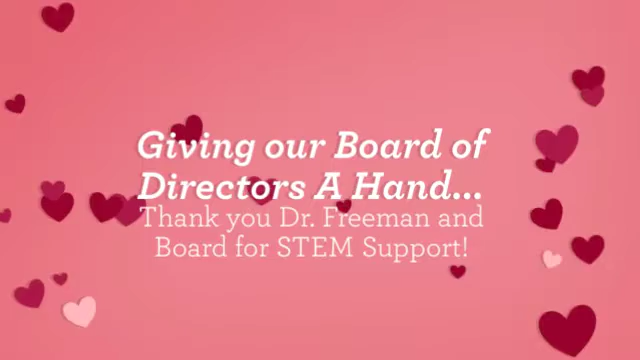 Giving our Board of
Directors A Hand...
Thank you Dr. Freeman and
Board for STEM Support!